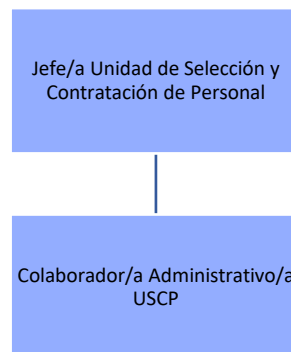 Jefe/a Unidad de Selección y
Contratación de Personal
Colaborador/a Administrativo/a
USCP